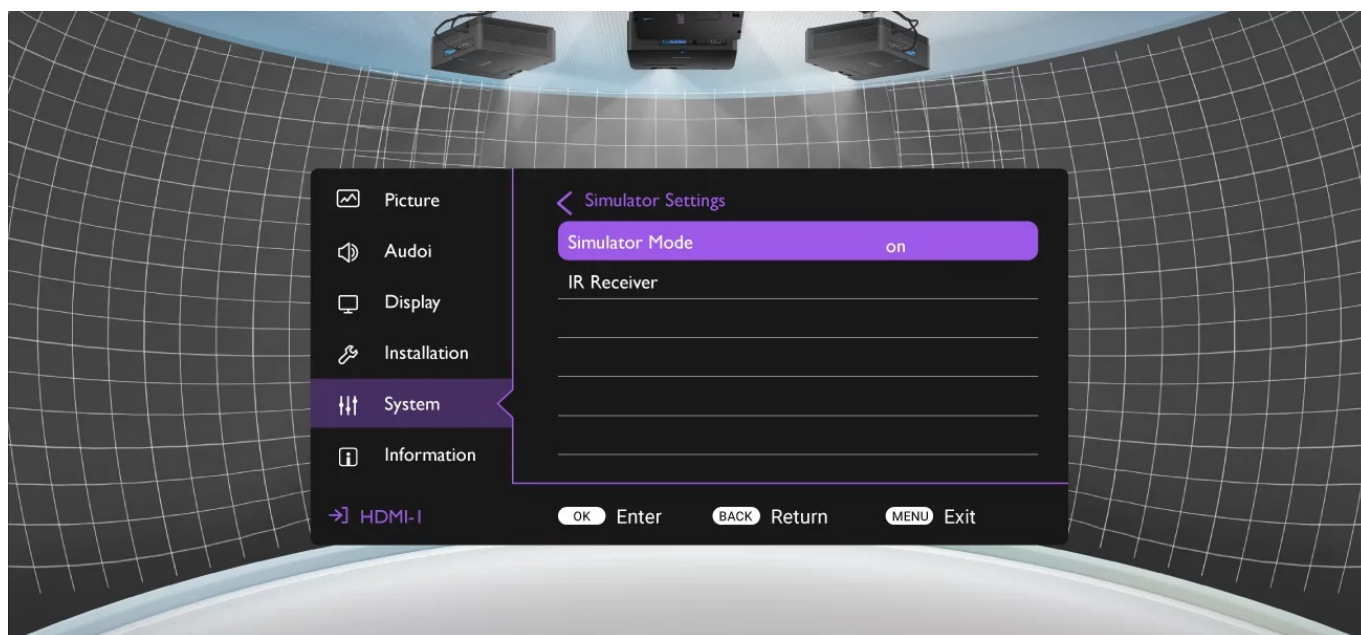 Picture
Audoi
Display
Installation
System
Information
HDMI-1
Simulator Settings
Simulator Mode on
IR Receiver
OK Enter BACK Return MENU Exit